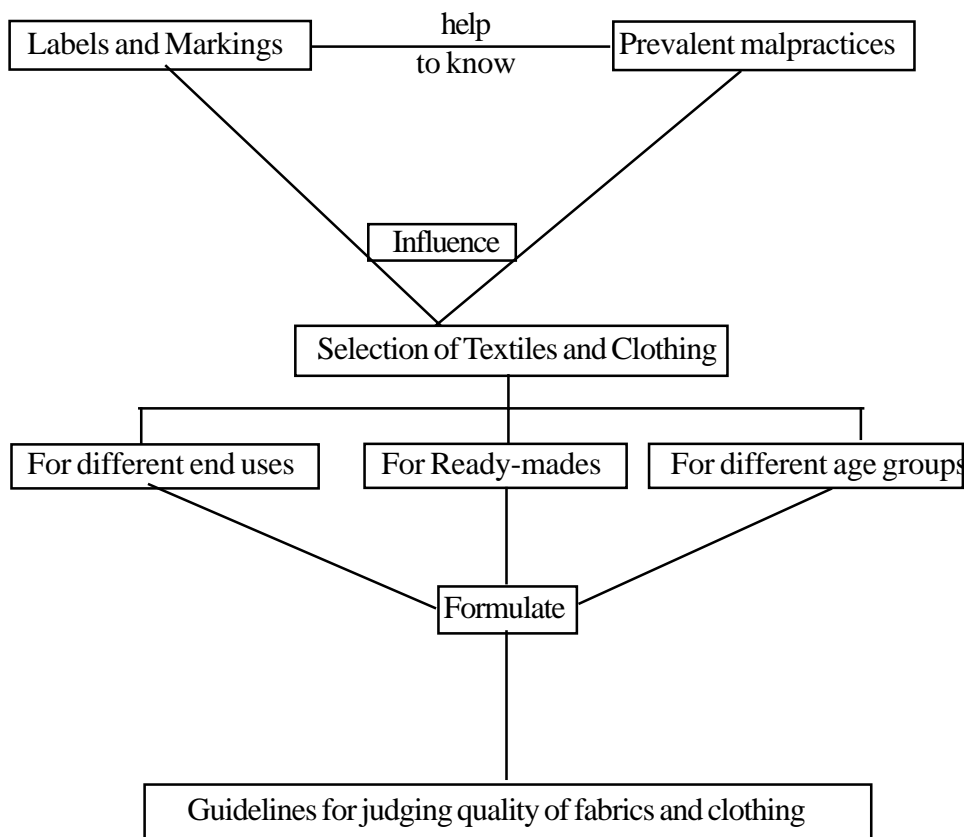 help
Labels and Markings
Prevalent malpractices
to know
Influence
Selection of Textiles and Clothing
For different end uses
For Ready-mades
For different age groups
Formulate
Guidelines for judging quality of fabrics and clothing